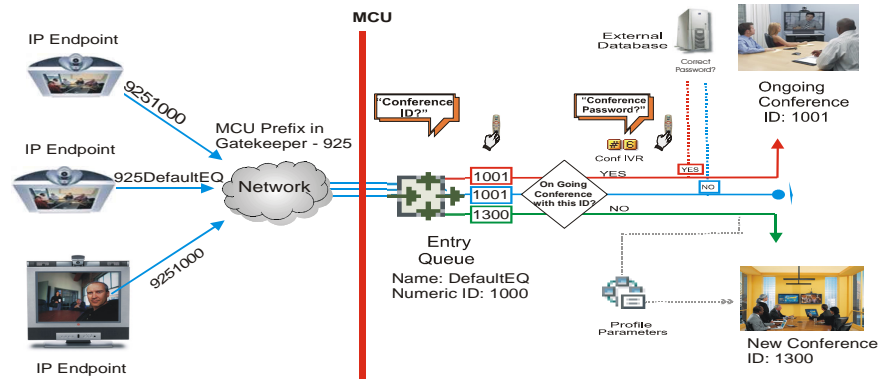 MCU
IP Endpoint
9251000
IP Endpoint
925DefaultEQ
9251000
IP Endpoint
MCU Prefix in
Gatekeeper - 925
Network
"Conference
ID?"
1001
1001
1300
Entry
Queue
Name: DefaultEQ
Numeric ID: 1000
"Conference
Password?"
# 6
Conf IVR
On Going
Conference
with this ID?
YES
NO
External
Database
Correct
Password?
YES
NO
Ongoing
Conference
ID: 1001
Profile
Parameters
New Conference
ID: 1300